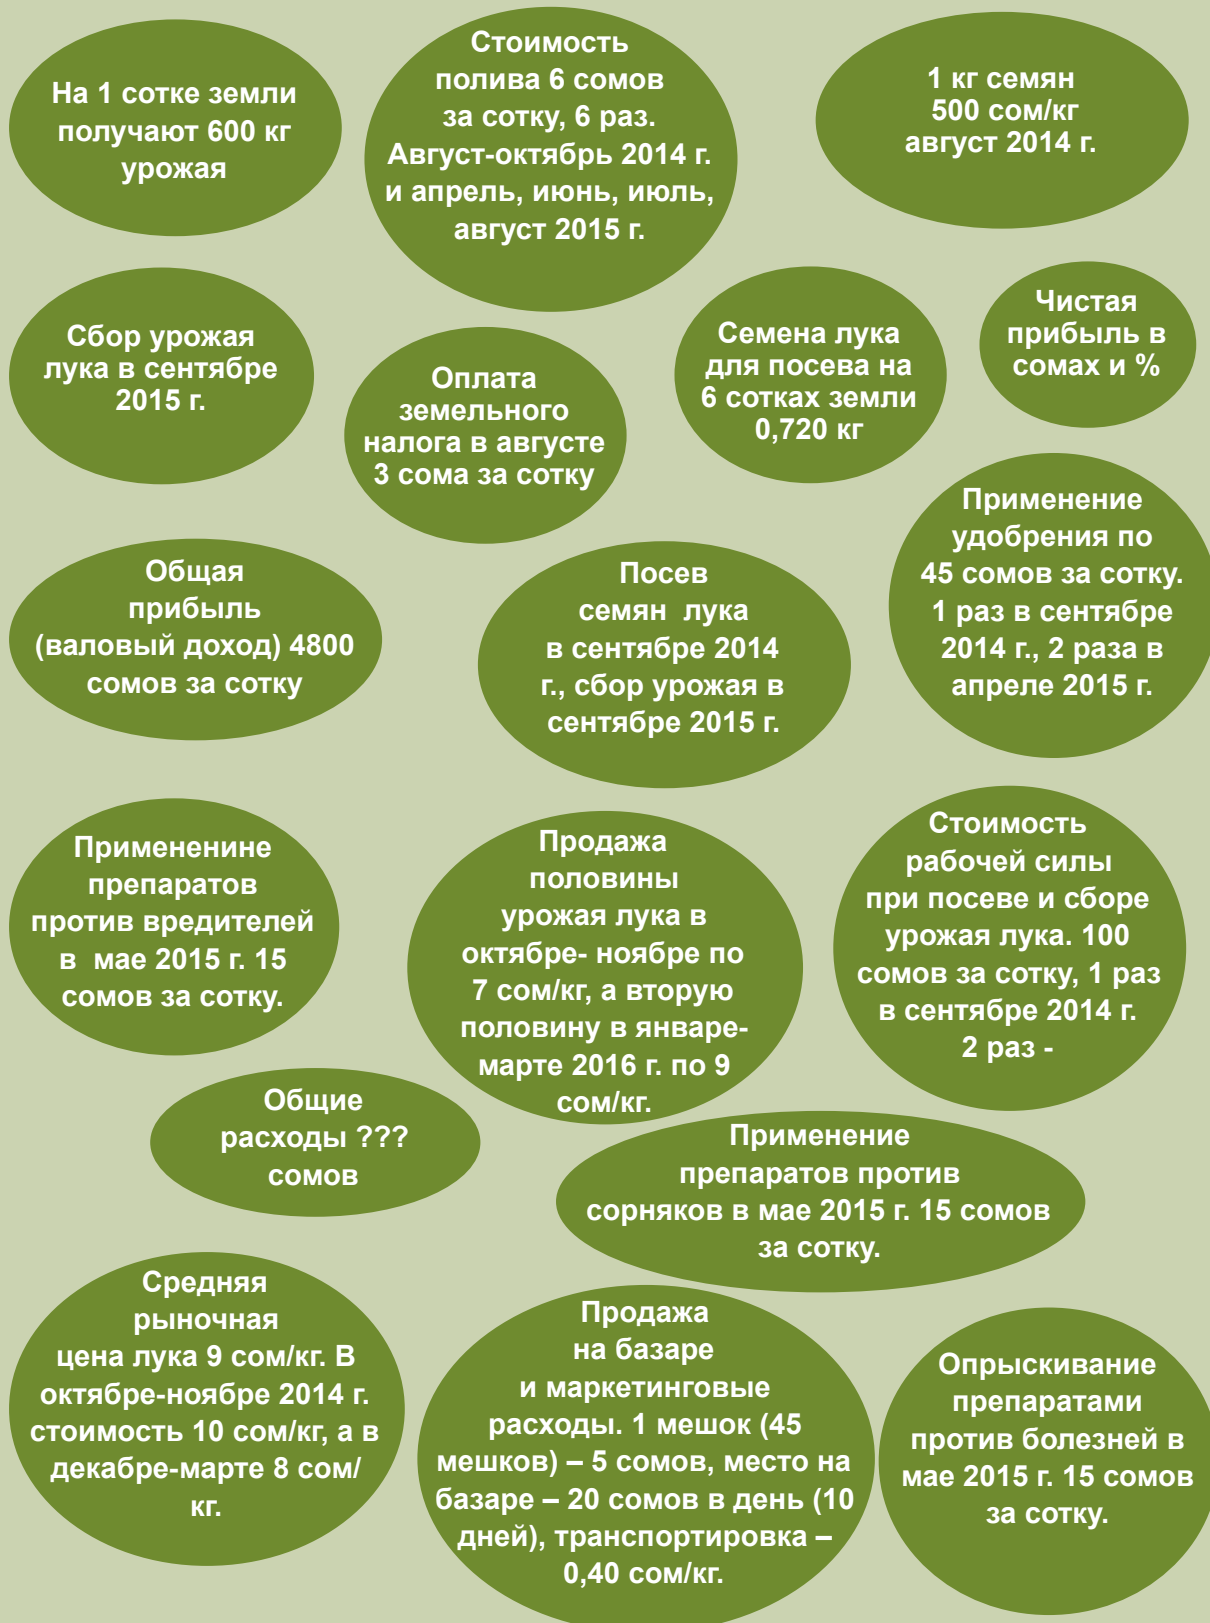 На 1 сотке земли
получают 600 кг
урожая
Стоимость
полива 6 сомов
за сотку, 6 раз.
Август-октябрь 2014 г.
и апрель, июнь, июль,
август 2015 г.
1 кг семян
500 сом/кг
август 2014 г.
Сбор урожая
лука в сентябре
2015 г.
Оплата
земельного
налога в августе
3 сома за сотку
Семена лука
для посева на
6 сотках земли
0,720 кг
Чистая
прибыль в
сомах и %
Общая
прибыль
(валовый доход) 4800
сомов за сотку
Посев
семян лука
в сентябре 2014
г., сбор урожая в
сентябре 2015 г.
Применение
удобрения по
45 сомов за сотку.
1 раз в сентябре
2014 г., 2 раза в
апреле 2015 г.
Примененине
препаратов
против вредителей
в мае 2015 г. 15
сомов за сотку.
Продажа
половины
урожая лука в
октябре- ноябре по
7 сом/кг, а вторую
половину в январе-
марте 2016 г. по 9
сом/кг.
Стоимость
рабочей силы
при посеве и сборе
урожая лука. 100
сомов за сотку, 1 раз
в сентябре 2014 г.
2 раз -
Общие
расходы ???
сомов
Применение
препаратов против
сорняков в мае 2015 г. 15 сомов
за сотку.
Средняя
рыночная
цена лука 9 сом/кг. В
октябре-ноябре 2014 г.
стоимость 10 сом/кг, а в
декабре-марте 8 сом/
кг.
Продажа
на базаре
и маркетинговые
расходы. 1 мешок (45
мешков) – 5 сомов, место на
базаре – 20 сомов в день (10
дней), транспортировка –
0,40 сом/кг.
Опрыскивание
препаратами
против болезней в
мае 2015 г. 15 сомов
за сотку.